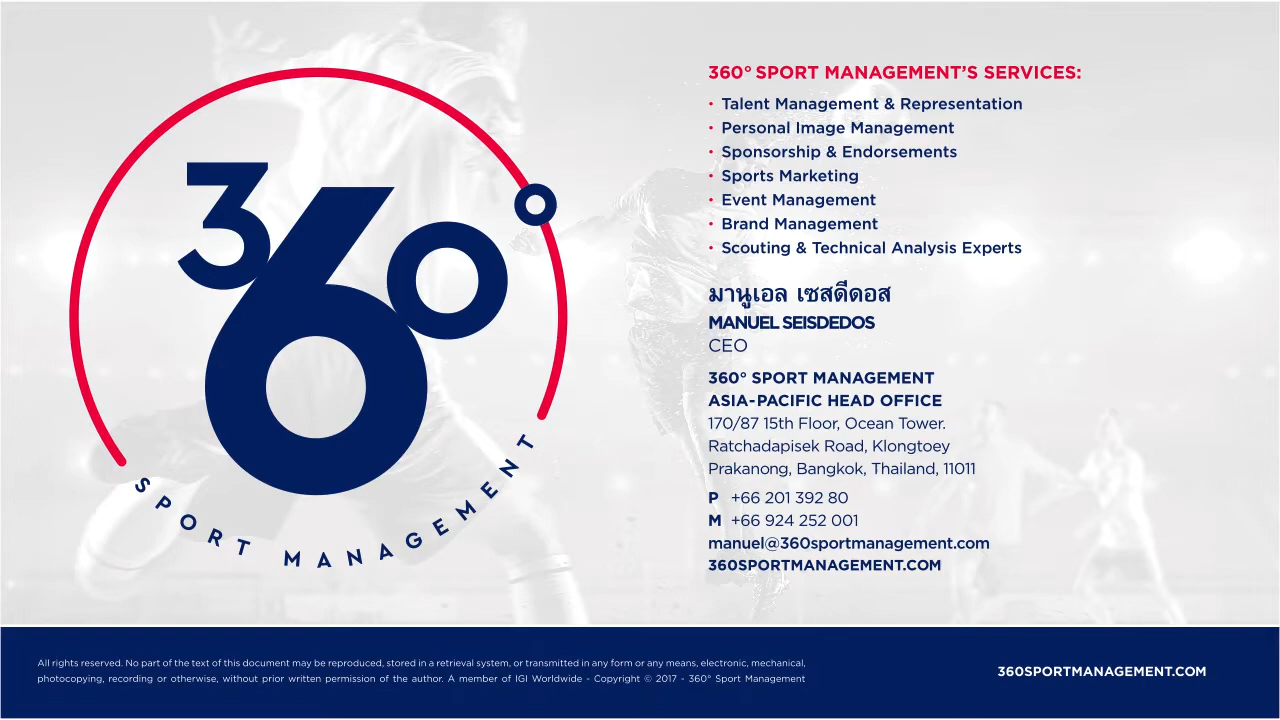 360°
SPORT MANAGEMENT
360° SPORT MANAGEMENT’S SERVICES:
• Talent Management & Representation
• Personal Image Management
• Sponsorship & Endorsements
• Sports Marketing
• Event Management
• Brand Management
• Scouting & Technical Analysis Experts
มานูเอล เซสดีดอส
MANUEL SEISDEDOS
CEO
360° SPORT MANAGEMENT
ASIA-PACIFIC HEAD OFFICE
170/87 15th Floor, Ocean Tower.
Ratchadapisek Road, Klongtoey
Prakanong, Bangkok, Thailand, 11011
P +66 201 392 80
M +66 924 252 001
manuel@360sportmanagement.com
360SPORTMANAGEMENT.COM
All rights reserved. No part of the text of this document may be reproduced, stored in a retrieval system, or transmitted in any form or any means, electronic, mechanical,
photocopying, recording or otherwise, without prior written permission of the author. A member of IGI Worldwide - Copyright © 2017 - 360° Sport Management
360SPORTMANAGEMENT.COM